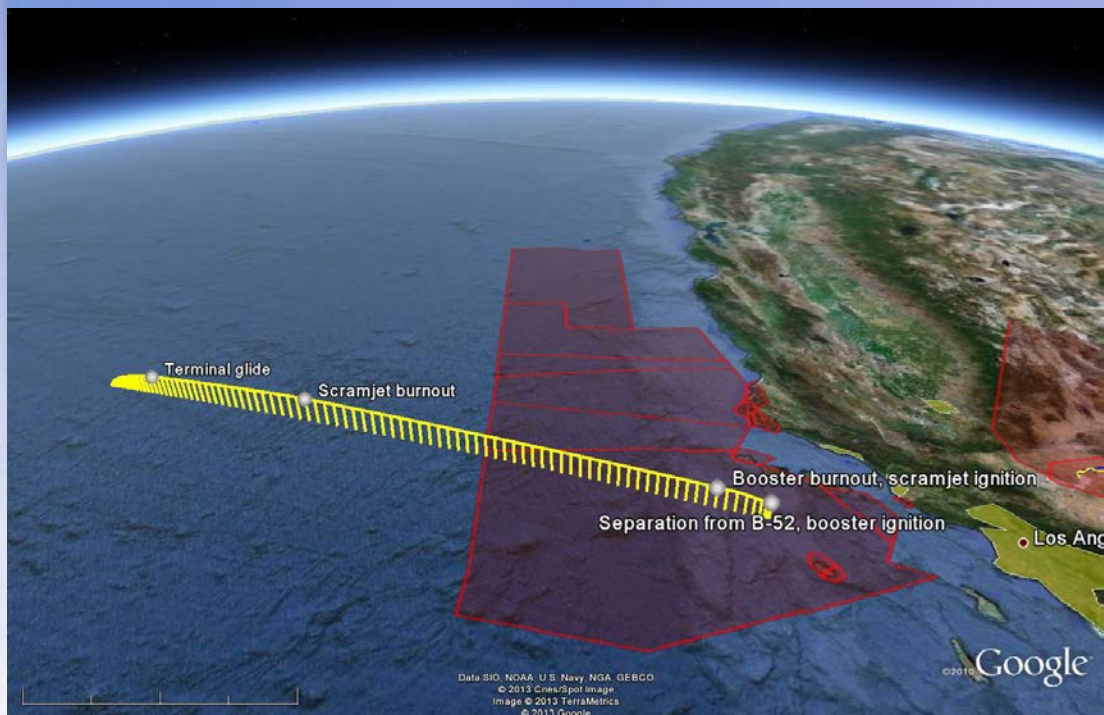 Terminal glide
Scramjet burnout
Booster burnout, scramjet ignition
Separation from B-52, booster ignition
Los Ang
Data SIO, NOAA, U.S. Navy, NGA, GEBCO
© 2013 Cnes/Spot Image
Image © 2013 TerraMetrics
© 2013 Google
©2010 Google